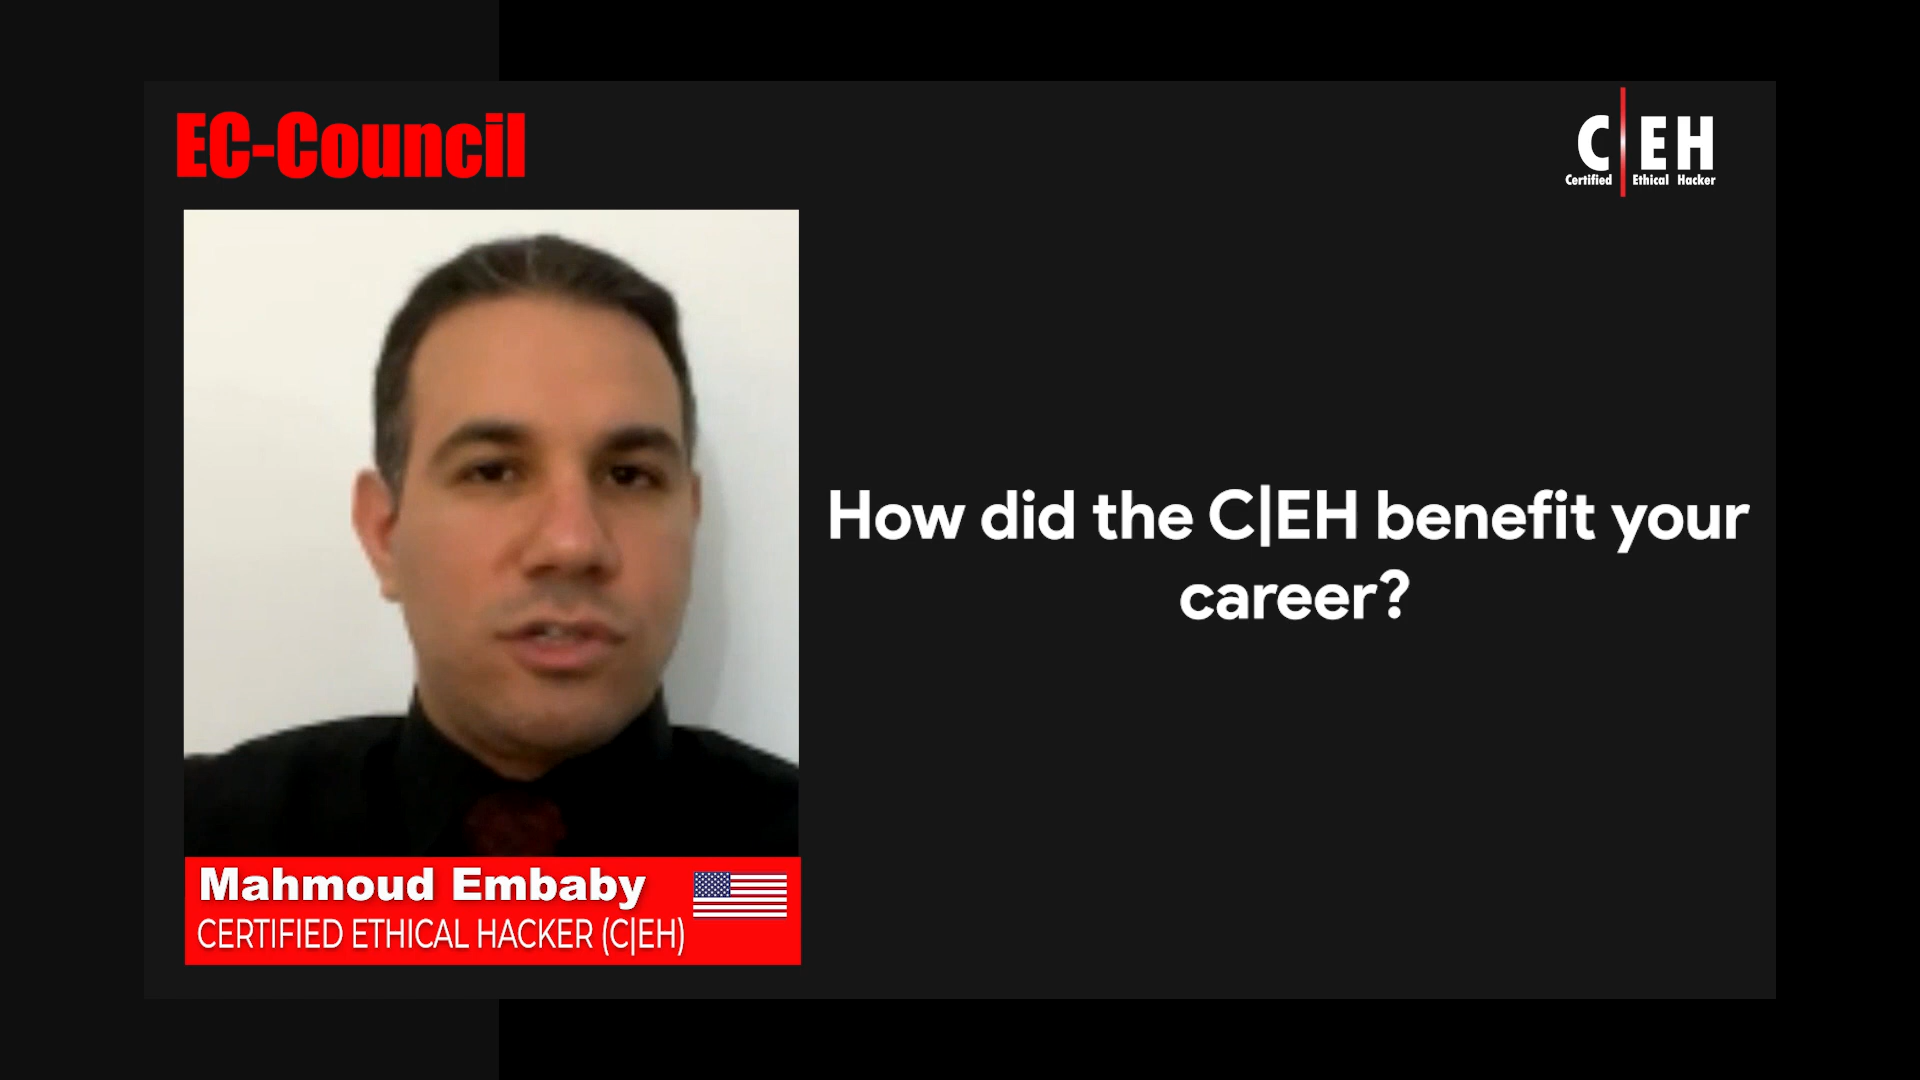 EC-Council
C|EH
Certified Ethical Hacker
How did the C|EH benefit your
career?
Mahmoud Embaby
CERTIFIED ETHICAL HACKER (C|EH)